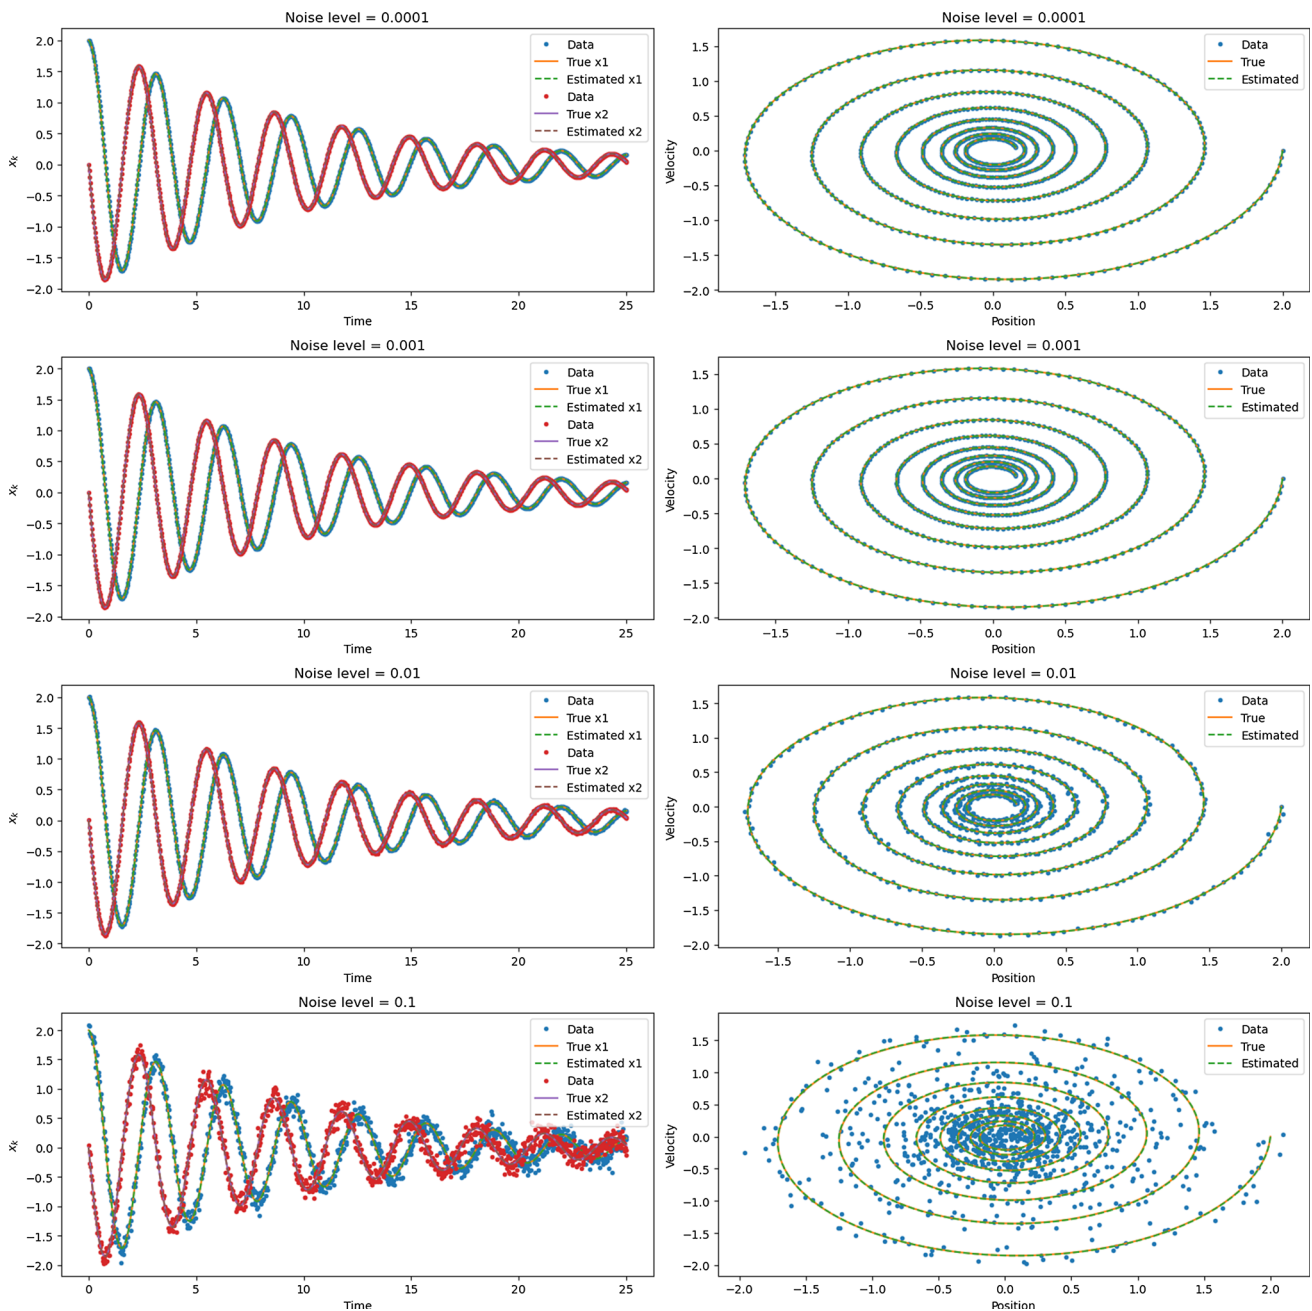 Noise level = 0.0001
2.0
1.5
1.0
0.5
0.0
−0.5
−1.0
−1.5
−2.0
x_k
0 5 10 15 20 25
Time
Data
True x1
Estimated x1
Data
True x2
Estimated x2
Noise level = 0.0001
1.5
1.0
0.5
0.0
−0.5
−1.0
−1.5
−2.0
Velocity
−1.5 −1.0 −0.5 0.0 0.5 1.0 1.5 2.0
Position
Data
True
Estimated
Noise level = 0.001
2.0
1.5
1.0
0.5
0.0
−0.5
−1.0
−1.5
−2.0
x_k
0 5 10 15 20 25
Time
Data
True x1
Estimated x1
Data
True x2
Estimated x2
Noise level = 0.001
1.5
1.0
0.5
0.0
−0.5
−1.0
−1.5
−2.0
Velocity
−1.5 −1.0 −0.5 0.0 0.5 1.0 1.5 2.0
Position
Data
True
Estimated
Noise level = 0.01
2.0
1.5
1.0
0.5
0.0
−0.5
−1.0
−1.5
−2.0
x_k
0 5 10 15 20 25
Time
Data
True x1
Estimated x1
Data
True x2
Estimated x2
Noise level = 0.01
1.5
1.0
0.5
0.0
−0.5
−1.0
−1.5
−2.0
Velocity
−1.5 −1.0 −0.5 0.0 0.5 1.0 1.5 2.0
Position
Data
True
Estimated
Noise level = 0.1
2.0
1.5
1.0
0.5
0.0
−0.5
−1.0
−1.5
−2.0
x_k
0 5 10 15 20 25
Time
Data
True x1
Estimated x1
Data
True x2
Estimated x2
Noise level = 0.1
1.5
1.0
0.5
0.0
−0.5
−1.0
−1.5
−2.0
Velocity
−2.0 −1.5 −1.0 −0.5 0.0 0.5 1.0 1.5 2.0
Position
Data
True
Estimated